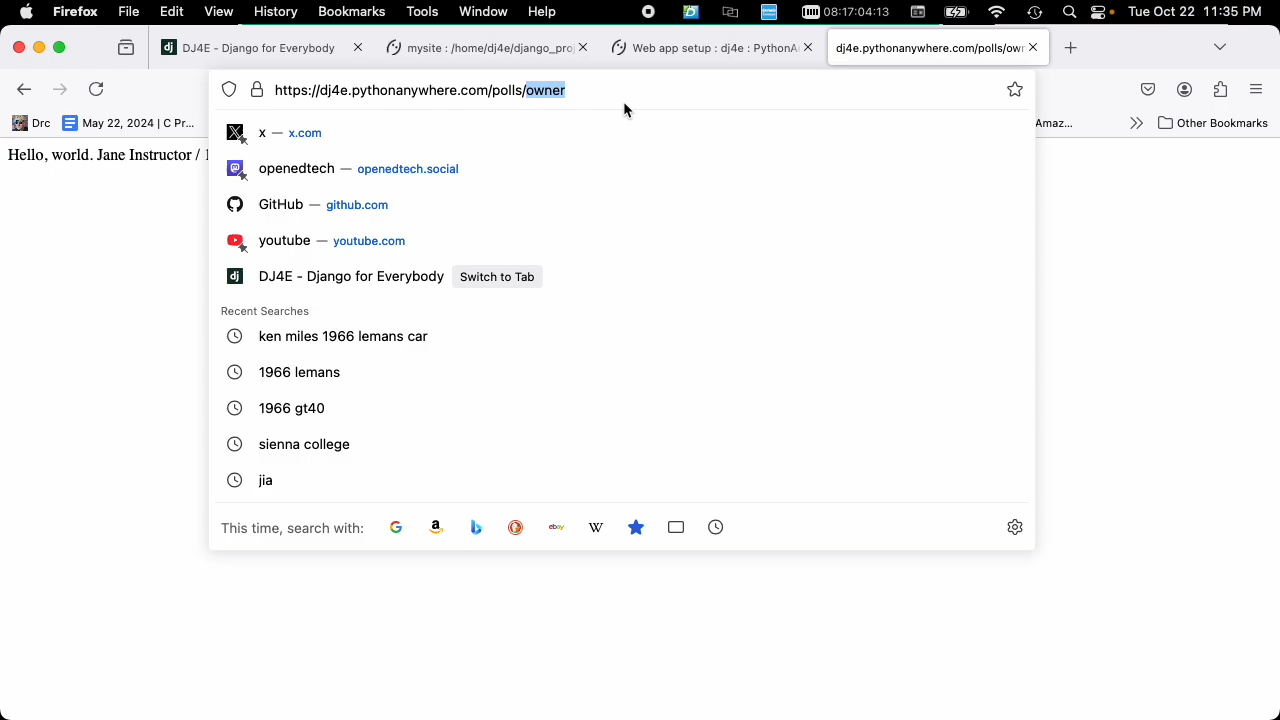 Firefox File Edit View History Bookmarks Tools Window Help 08:17:04:13 Tue Oct 22 11:35 PM
dj DJ4E - Django for Everybody mysite : /home/dj4e/django_pro Web app setup : dj4e : PythonA dj4e.pythonanywhere.com/polls/owr
https://dj4e.pythonanywhere.com/polls/owner
Drc May 22, 2024 | C Pr... Amaz... Other Bookmarks
x — x.com
Hello, world. Jane Instructor /
openedtech — openedtech.social
GitHub — github.com
youtube — youtube.com
dj DJ4E - Django for Everybody Switch to Tab
Recent Searches
ken miles 1966 lemans car
1966 lemans
1966 gt40
sienna college
jia
This time, search with: G a ebay W